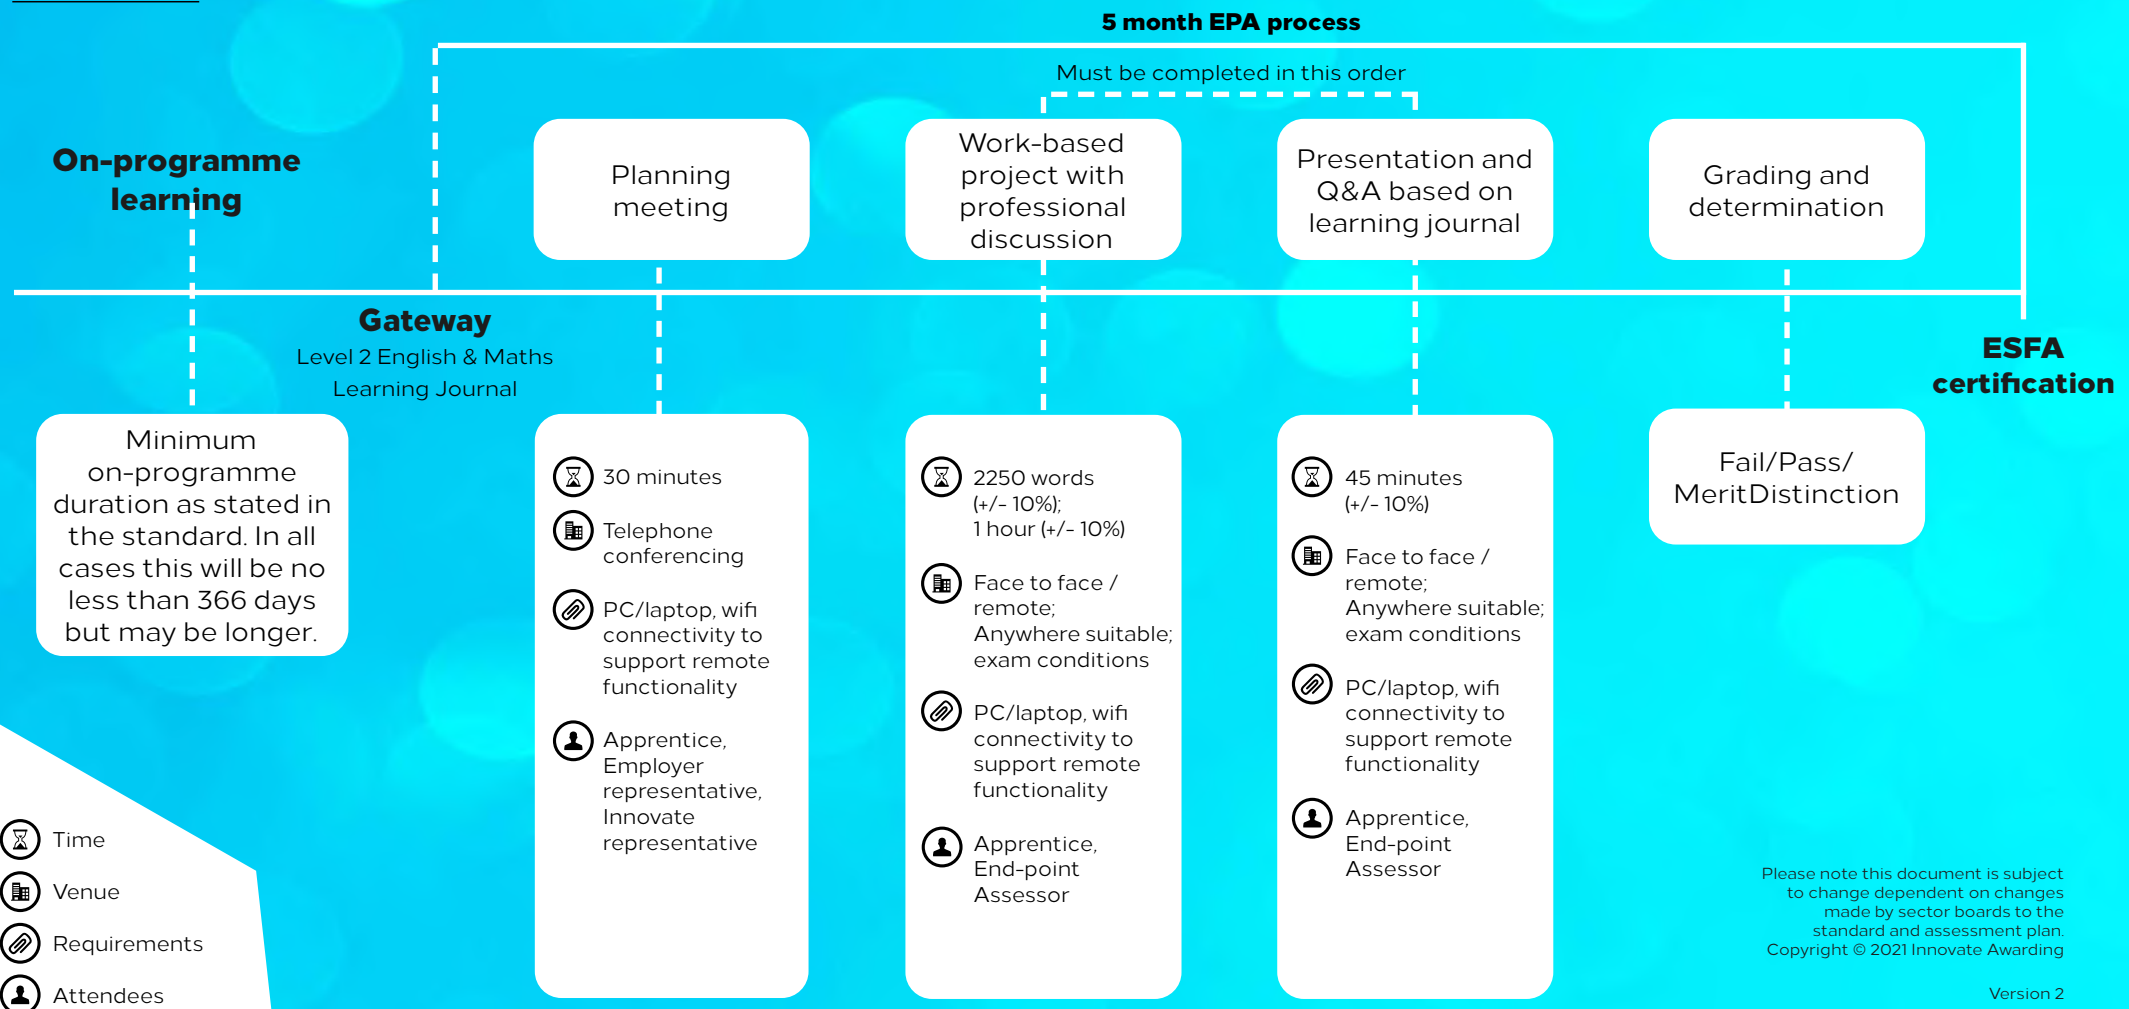 5 month EPA process
Must be completed in this order
On-programme
learning
Planning
meeting
Work-based
project with
professional
discussion
Presentation and
Q&A based on
learning journal
Grading and
determination
Gateway
Level 2 English & Maths
Learning Journal
ESFA
certification
Minimum
on-programme
duration as stated in
the standard. In all
cases this will be no
less than 366 days
but may be longer.
30 minutes
Telephone
conferencing
PC/laptop, wifi
connectivity to
support remote
functionality
Apprentice,
Employer
representative,
Innovate
representative
2250 words
(+/- 10%);
1 hour (+/- 10%)
Face to face /
remote;
Anywhere suitable;
exam conditions
PC/laptop, wifi
connectivity to
support remote
functionality
Apprentice,
End-point
Assessor
45 minutes
(+/- 10%)
Face to face /
remote;
Anywhere suitable;
exam conditions
PC/laptop, wifi
connectivity to
support remote
functionality
Apprentice,
End-point
Assessor
Fail/Pass/
MeritDistinction
Time
Venue
Requirements
Attendees
Please note this document is subject
to change dependent on changes
made by sector boards to the
standard and assessment plan.
Copyright © 2021 Innovate Awarding
Version 2